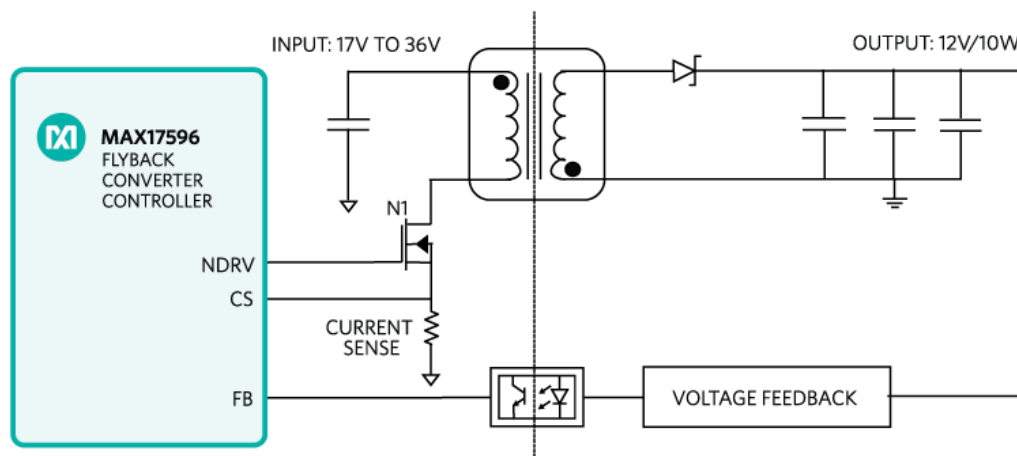 INPUT: 17V TO 36V
OUTPUT: 12V/10W
MAX17596
FLYBACK
CONVERTER
CONTROLLER
N1
NDRV
CS
CURRENT
SENSE
FB
VOLTAGE FEEDBACK